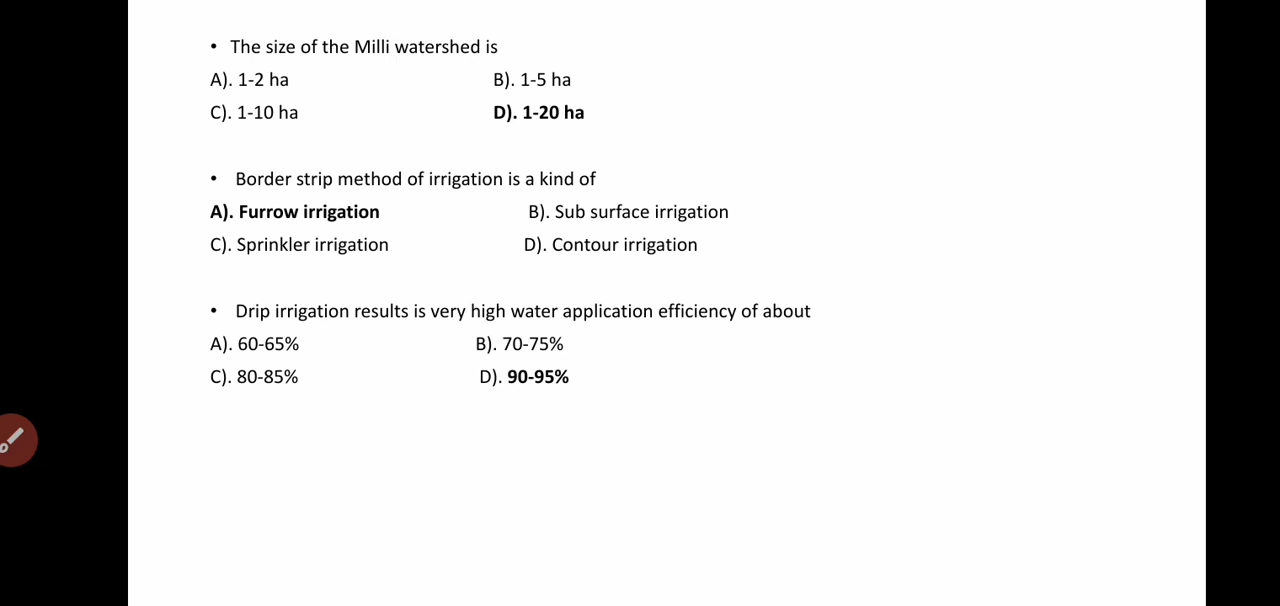 • The size of the Milli watershed is
A). 1-2 ha B). 1-5 ha
C). 1-10 ha D). 1-20 ha
• Border strip method of irrigation is a kind of
A). Furrow irrigation B). Sub surface irrigation
C). Sprinkler irrigation D). Contour irrigation
• Drip irrigation results is very high water application efficiency of about
A). 60-65% B). 70-75%
C). 80-85% D). 90-95%